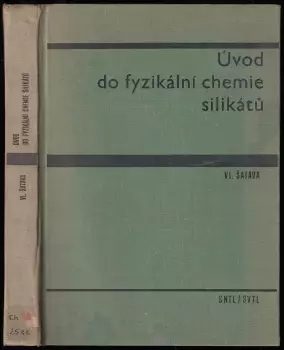 Úvod
do fyzikální chemie
silikátů
VL. ŠATAVA
SNTL/SVTL
ÚVOD
DO FYZIKÁLNÍ CHEMIE SILIKÁTŮ
VL. ŠATAVA